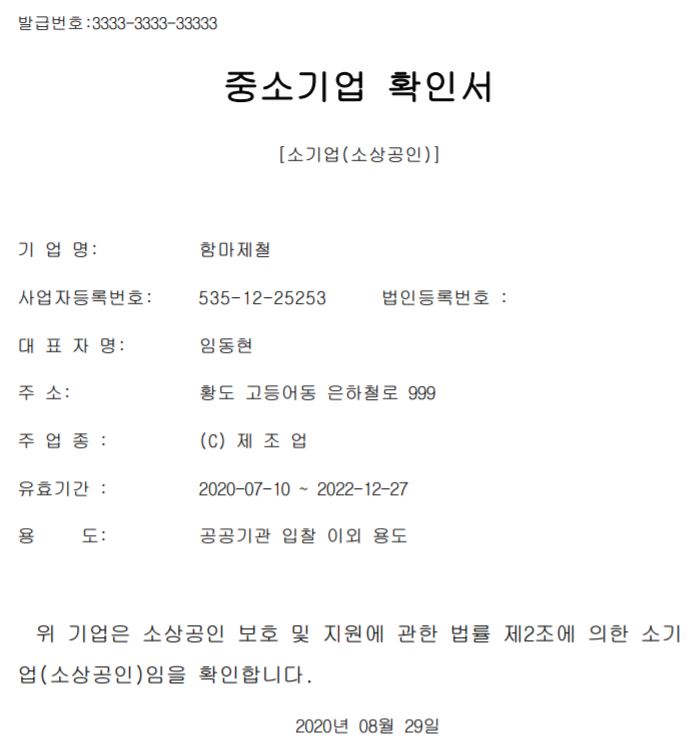 발급번호:3333-3333-33333
중소기업 확인서
[소기업(소상공인)]
기 업 명: 함마제철
사업자등록번호: 535-12-25253 법인등록번호 :
대 표 자 명: 임동현
주 소: 황도 고등어동 은하철로 999
주 업 종 : (C) 제 조 업
유효기간 : 2020-07-10 ~ 2022-12-27
용 도: 공공기관 입찰 이외 용도
위 기업은 소상공인 보호 및 지원에 관한 법률 제2조에 의한 소기
업(소상공인)임을 확인합니다.
2020년 08월 29일